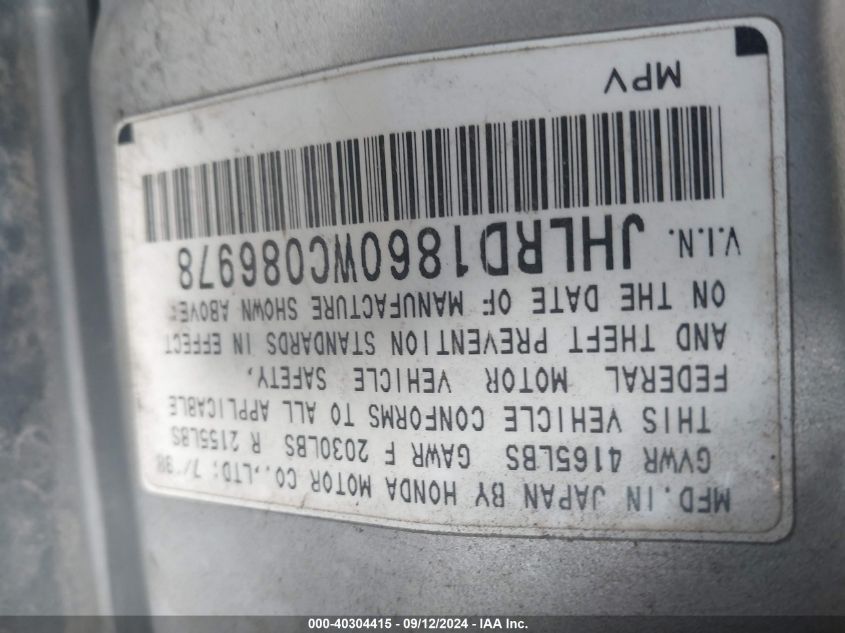 MFD. IN JAPAN BY HONDA MOTOR CO.,LTD: 7/'98
GVWR 4165LBS GAWR F 2030LBS R 2155LBS
THIS VEHICLE CONFORMS TO ALL APPLICABLE
FEDERAL MOTOR VEHICLE SAFETY,
AND THEFT PREVENTION STANDARDS IN EFFECT
ON THE DATE OF MANUFACTURE SHOWN ABOVE.
V.I.N. JHLRD1860WC086978
MPV
000-40304415 - 09/12/2024 - IAA Inc.